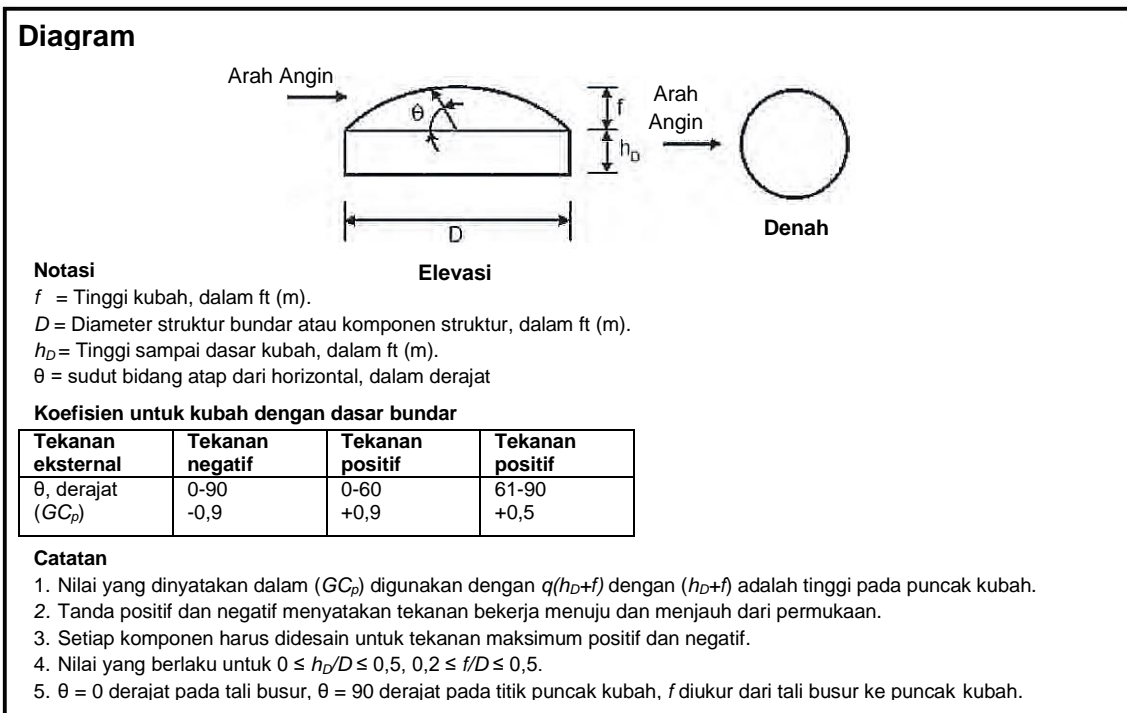 Diagram
Arah Angin
θ
f
h_D
D
Arah
Angin
Denah
Elevasi
Notasi
f = Tinggi kubah, dalam ft (m).
D = Diameter struktur bundar atau komponen struktur, dalam ft (m).
h_D = Tinggi sampai dasar kubah, dalam ft (m).
θ = sudut bidang atap dari horizontal, dalam derajat
Koefisien untuk kubah dengan dasar bundar
Tekanan eksternal | Tekanan negatif | Tekanan positif | Tekanan positif
θ, derajat | 0-90 | 0-60 | 61-90
(GC_p) | -0,9 | +0,9 | +0,5
Catatan
1. Nilai yang dinyatakan dalam (GC_p) digunakan dengan q(h_D+f) dengan (h_D+f) adalah tinggi pada puncak kubah.
2. Tanda positif dan negatif menyatakan tekanan bekerja menuju dan menjauh dari permukaan.
3. Setiap komponen harus didesain untuk tekanan maksimum positif dan negatif.
4. Nilai yang berlaku untuk 0 ≤ h_D/D ≤ 0,5, 0,2 ≤ f/D ≤ 0,5.
5. θ = 0 derajat pada tali busur, θ = 90 derajat pada titik puncak kubah, f diukur dari tali busur ke puncak kubah.